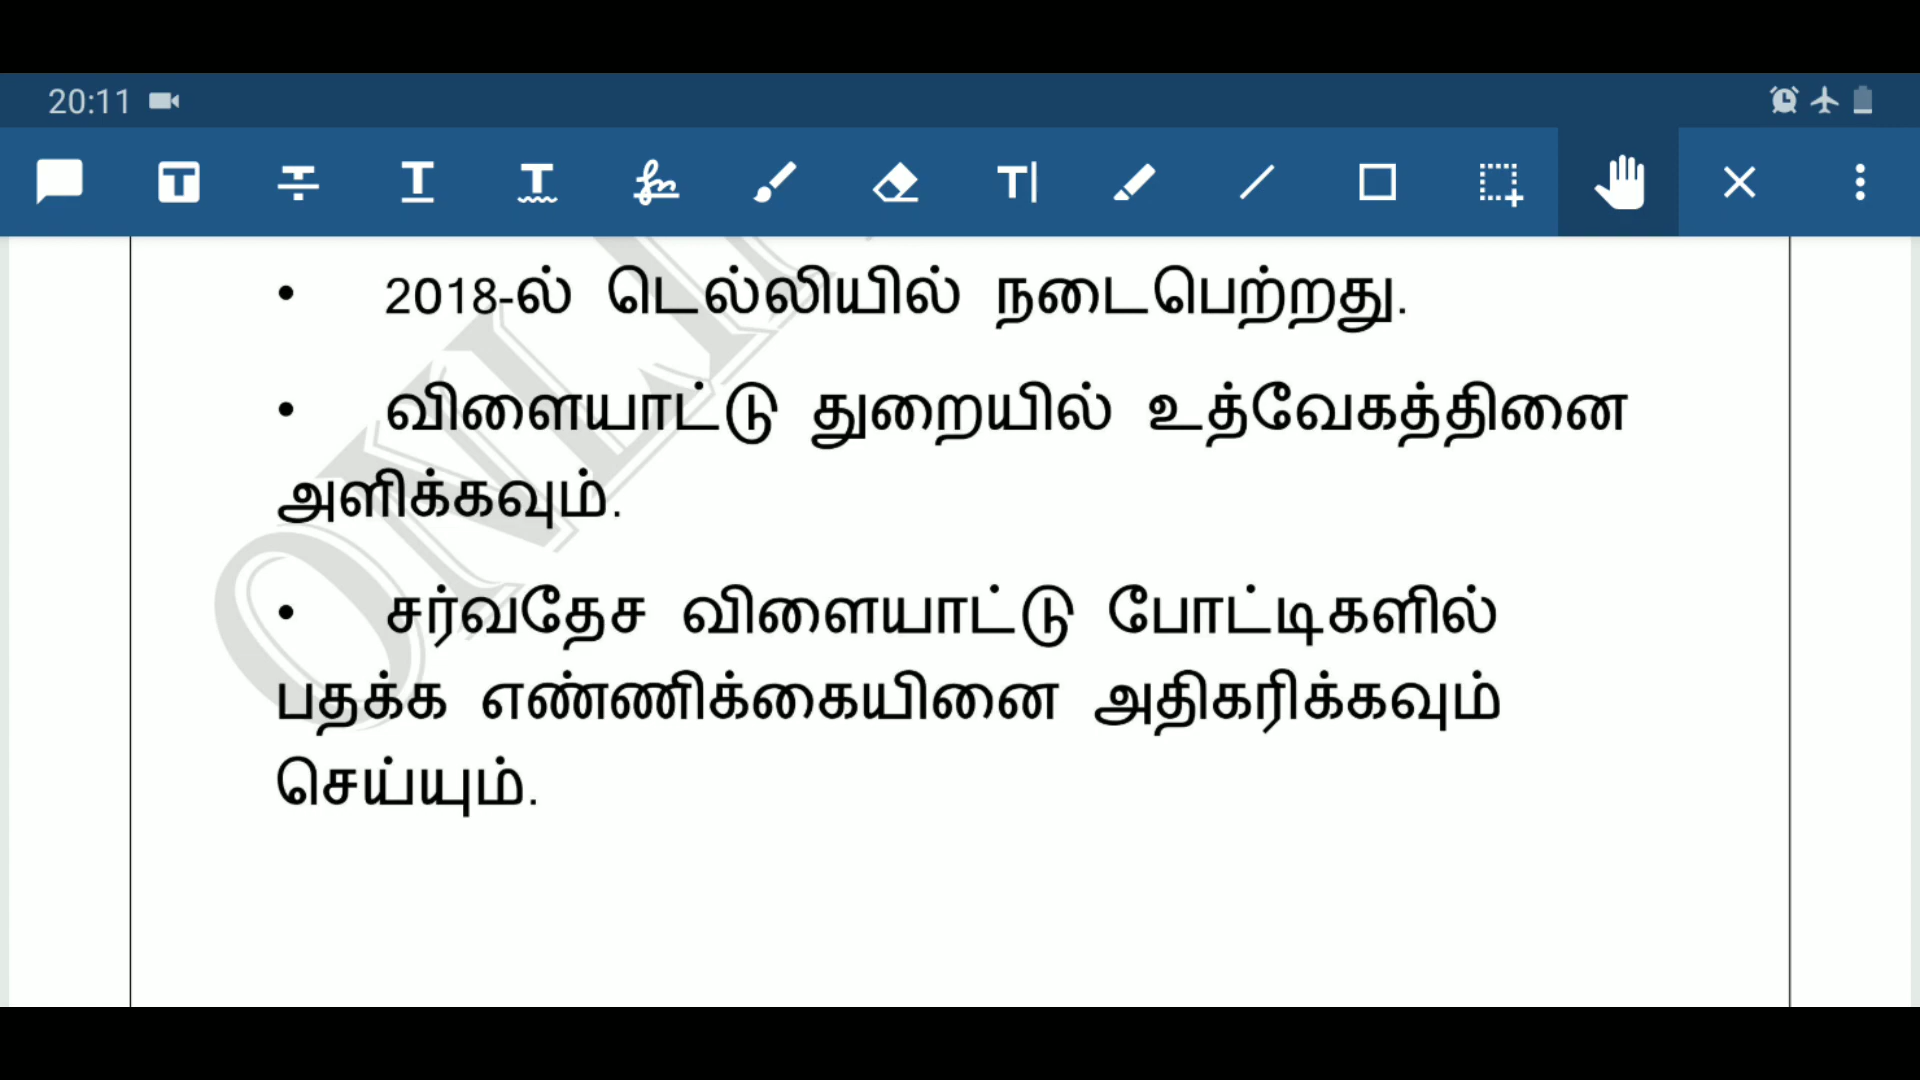 20:11
• 2018-ல் டெல்லியில் நடைபெற்றது.
• விளையாட்டு துறையில் உத்வேகத்தினை
அளிக்கவும்.
• சர்வதேச விளையாட்டு போட்டிகளில்
பதக்க எண்ணிக்கையினை அதிகரிக்கவும்
செய்யும்.